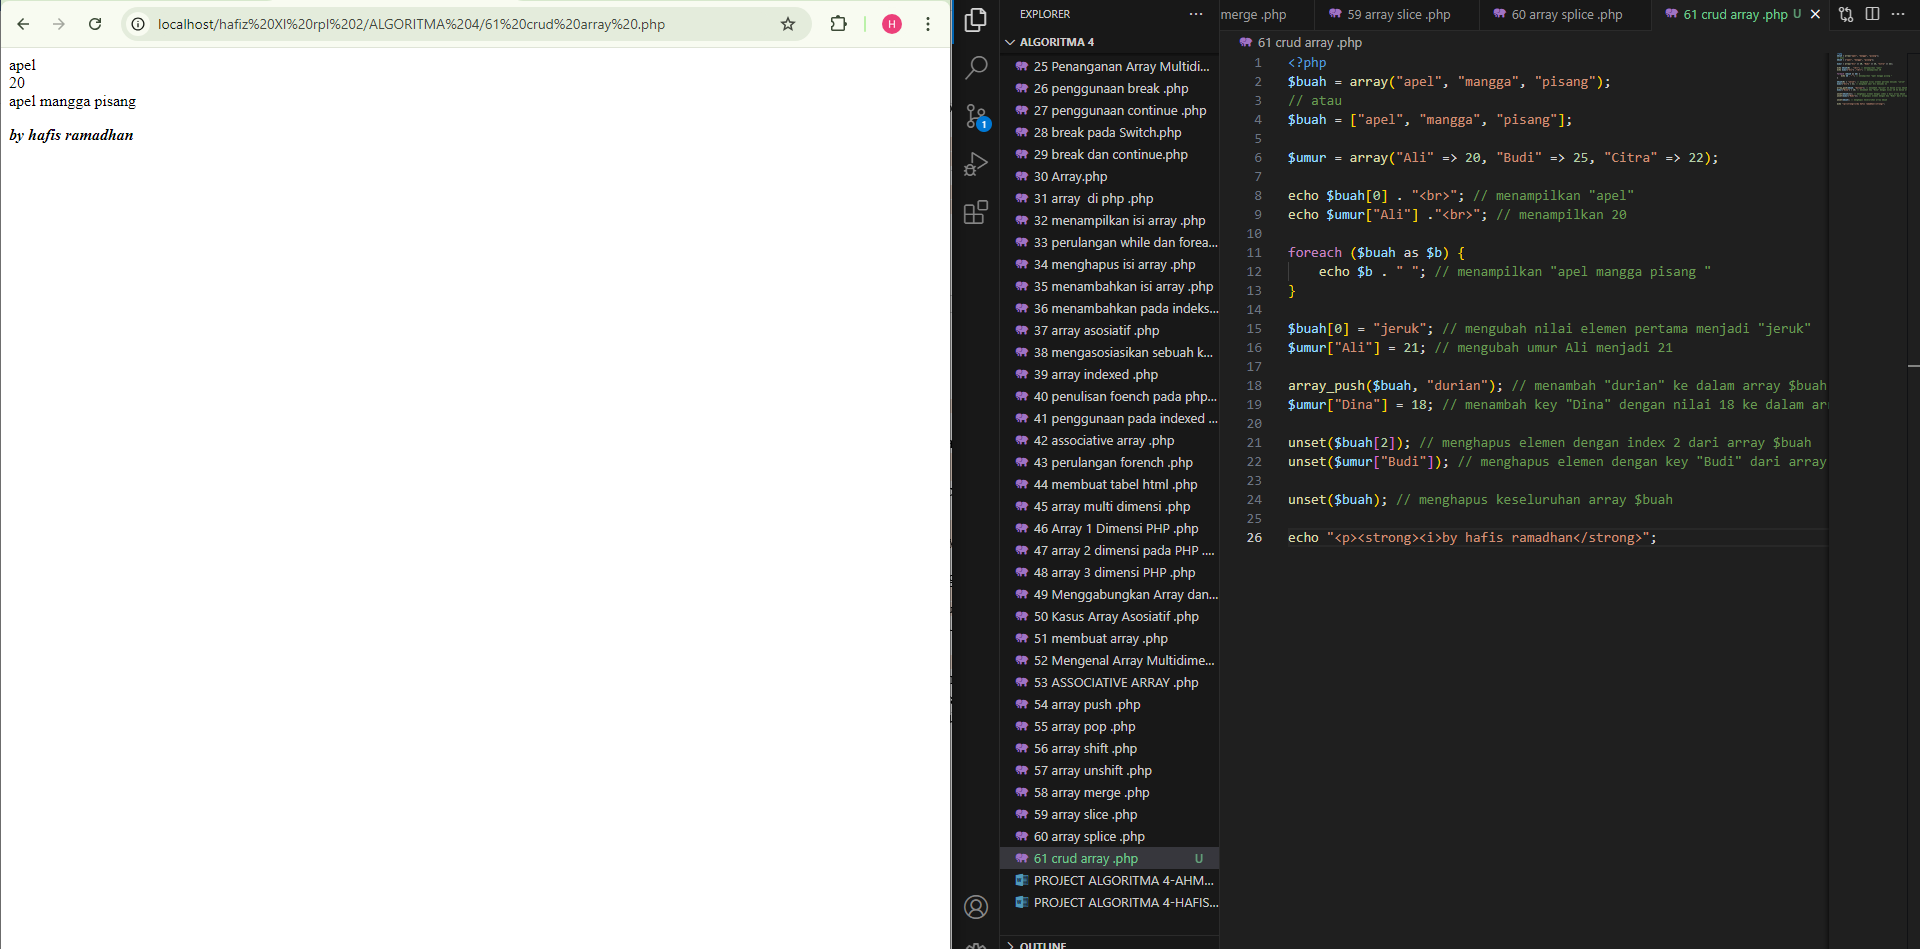 localhost/hafiz%20XI%20rpl%202/ALGORITMA%204/61%20crud%20array%20.php
H
apel
20
apel mangga pisang
by hafis ramadhan
1
EXPLORER
ALGORITMA 4
25 Penanganan Array Multidi...
26 penggunaan break .php
27 penggunaan continue .php
28 break pada Switch.php
29 break dan continue.php
30 Array.php
31 array  di php .php
32 menampilkan isi array .php
33 perulangan while dan forea...
34 menghapus isi array .php
35 menambahkan isi array .php
36 menambahkan pada indeks...
37 array asosiatif .php
38 mengasosiasikan sebuah k...
39 array indexed .php
40 penulisan foench pada php...
41 penggunaan pada indexed ...
42 associative array .php
43 perulangan forench .php
44 membuat tabel html .php
45 array multi dimensi .php
46 Array 1 Dimensi PHP .php
47 array 2 dimensi pada PHP ....
48 array 3 dimensi PHP .php
49 Menggabungkan Array dan...
50 Kasus Array Asosiatif .php
51 membuat array .php
52 Mengenal Array Multidime...
53 ASSOCIATIVE ARRAY .php
54 array push .php
55 array pop .php
56 array shift .php
57 array unshift .php
58 array merge .php
59 array slice .php
60 array splice .php
61 crud array .php U
PROJECT ALGORITMA 4-AHM...
PROJECT ALGORITMA 4-HAFIS...
OUTLINE
merge .php 59 array slice .php 60 array splice .php 61 crud array .php U
61 crud array .php
1 <?php
2 $buah = array("apel", "mangga", "pisang");
3 // atau
4 $buah = ["apel", "mangga", "pisang"];
5
6 $umur = array("Ali" => 20, "Budi" => 25, "Citra" => 22);
7
8 echo $buah[0] . "<br>"; // menampilkan "apel"
9 echo $umur["Ali"] ."<br>"; // menampilkan 20
10
11 foreach ($buah as $b) {
12     echo $b . " "; // menampilkan "apel mangga pisang "
13 }
14
15 $buah[0] = "jeruk"; // mengubah nilai elemen pertama menjadi "jeruk"
16 $umur["Ali"] = 21; // mengubah umur Ali menjadi 21
17
18 array_push($buah, "durian"); // menambah "durian" ke dalam array $buah
19 $umur["Dina"] = 18; // menambah key "Dina" dengan nilai 18 ke dalam ar
20
21 unset($buah[2]); // menghapus elemen dengan index 2 dari array $buah
22 unset($umur["Budi"]); // menghapus elemen dengan key "Budi" dari array
23
24 unset($buah); // menghapus keseluruhan array $buah
25
26 echo "<p><strong><i>by hafis ramadhan</strong>";